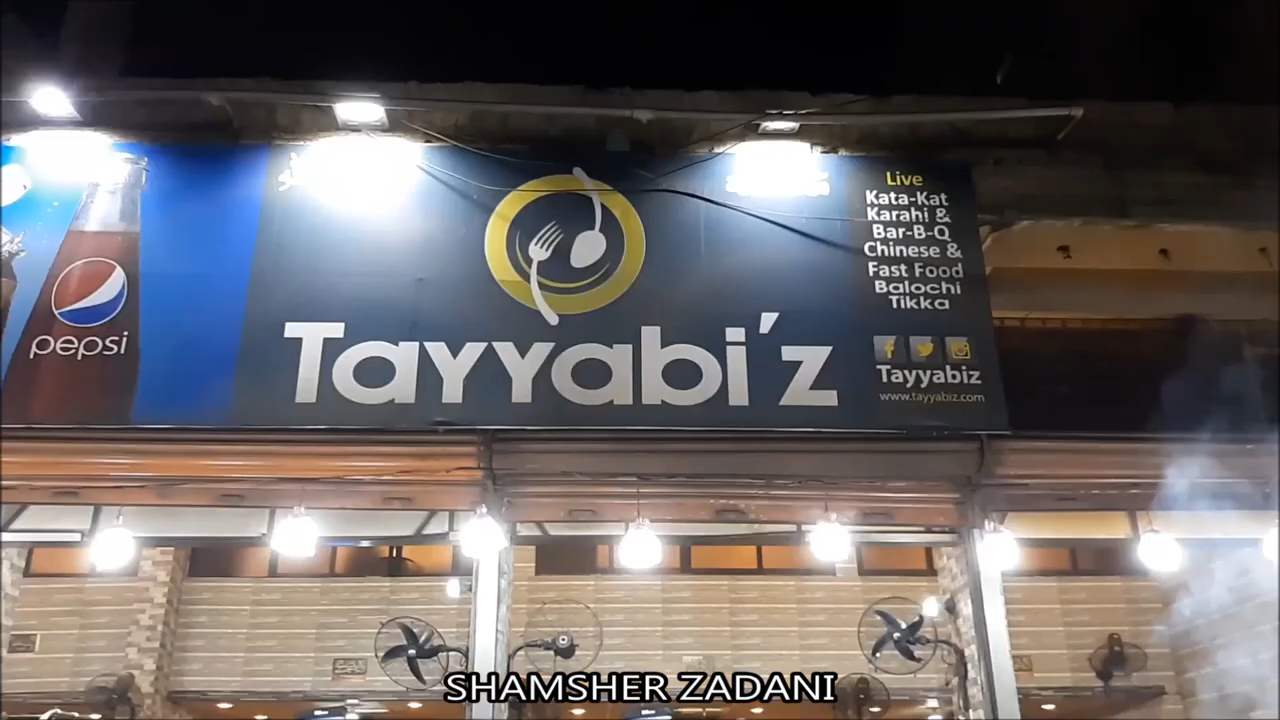 pepsi
Tayyabi'z
Live
Kata-Kat
Karahi &
Bar-B-Q
Chinese &
Fast Food
Balochi
Tikka
Tayyabiz
www.tayyabiz.com
SHAMSHER ZADANI